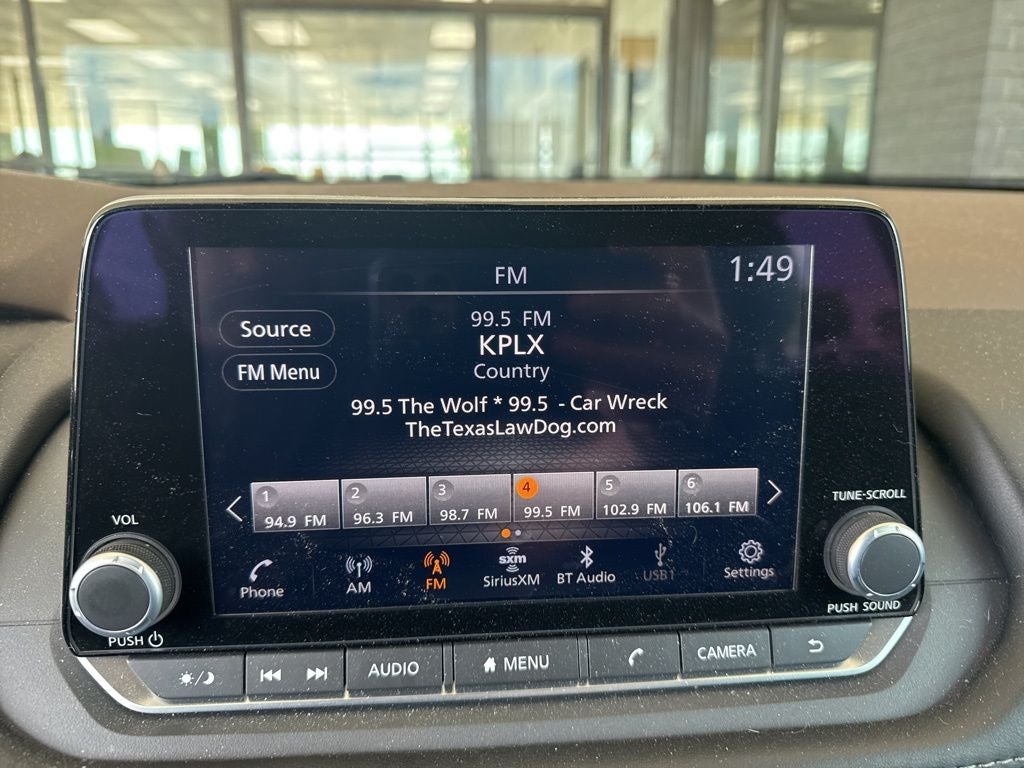 FM
1:49
Source
99.5 FM
KPLX
FM Menu
Country
99.5 The Wolf * 99.5 - Car Wreck
TheTexasLawDog.com
1 2 3 4 5 6
94.9 FM 96.3 FM 98.7 FM 99.5 FM 102.9 FM 106.1 FM
VOL
TUNE·SCROLL
sxm
Phone AM FM SiriusXM BT Audio USB1 Settings
PUSH
PUSH SOUND
AUDIO MENU CAMERA